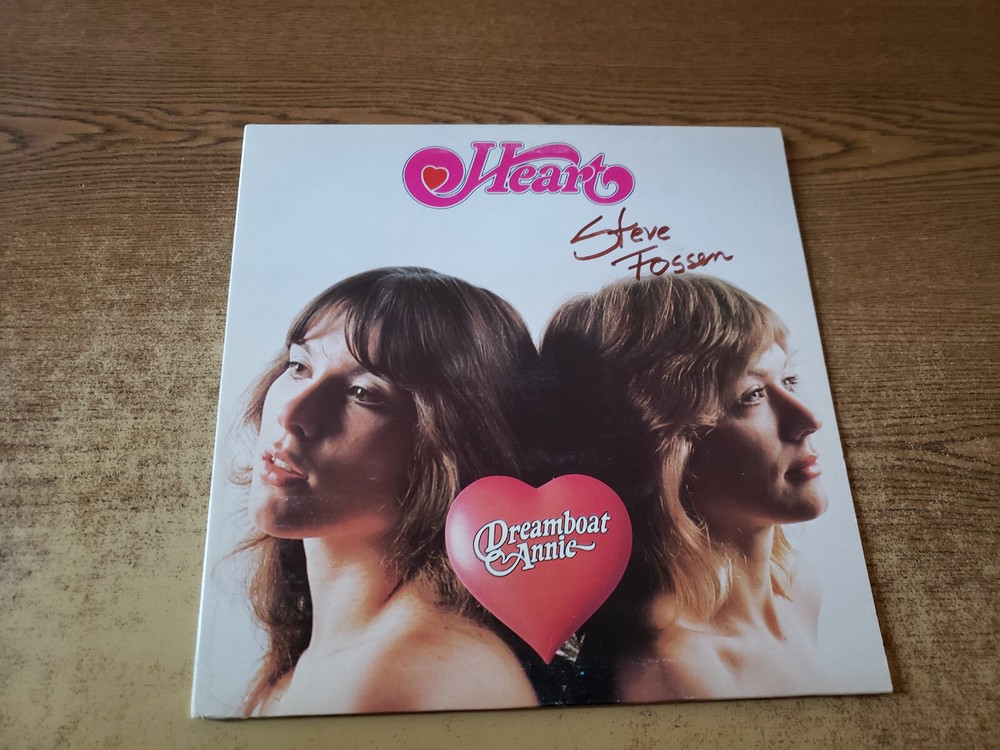 Heart
Steve
Fossen
Dreamboat
Annie